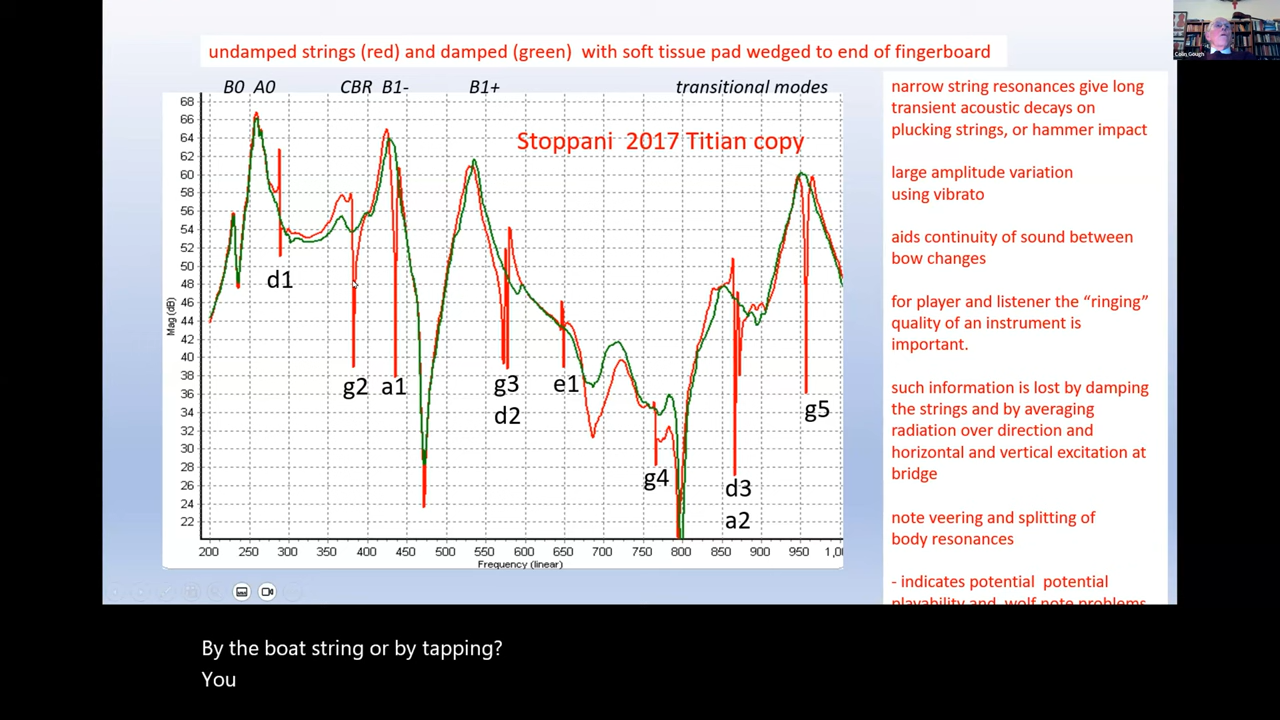 Colin Gough
undamped strings (red) and damped (green) with soft tissue pad wedged to end of fingerboard
B0 A0 CBR B1- B1+ transitional modes
Stoppani 2017 Titian copy
68
66
64
62
60
58
56
54
52
50
48
46
44
42
40
38
36
34
32
30
28
26
24
22
Mag (dB)
d1
g2
a1
g3
d2
e1
g4
d3
a2
g5
200 250 300 350 400 450 500 550 600 650 700 750 800 850 900 950 1,0
Frequency (linear)
narrow string resonances give long
transient acoustic decays on
plucking strings, or hammer impact
large amplitude variation
using vibrato
aids continuity of sound between
bow changes
for player and listener the “ringing”
quality of an instrument is
important.
such information is lost by damping
the strings and by averaging
radiation over direction and
horizontal and vertical excitation at
bridge
note veering and splitting of
body resonances
- indicates potential potential
playability and wolf note problems
By the boat string or by tapping?
You